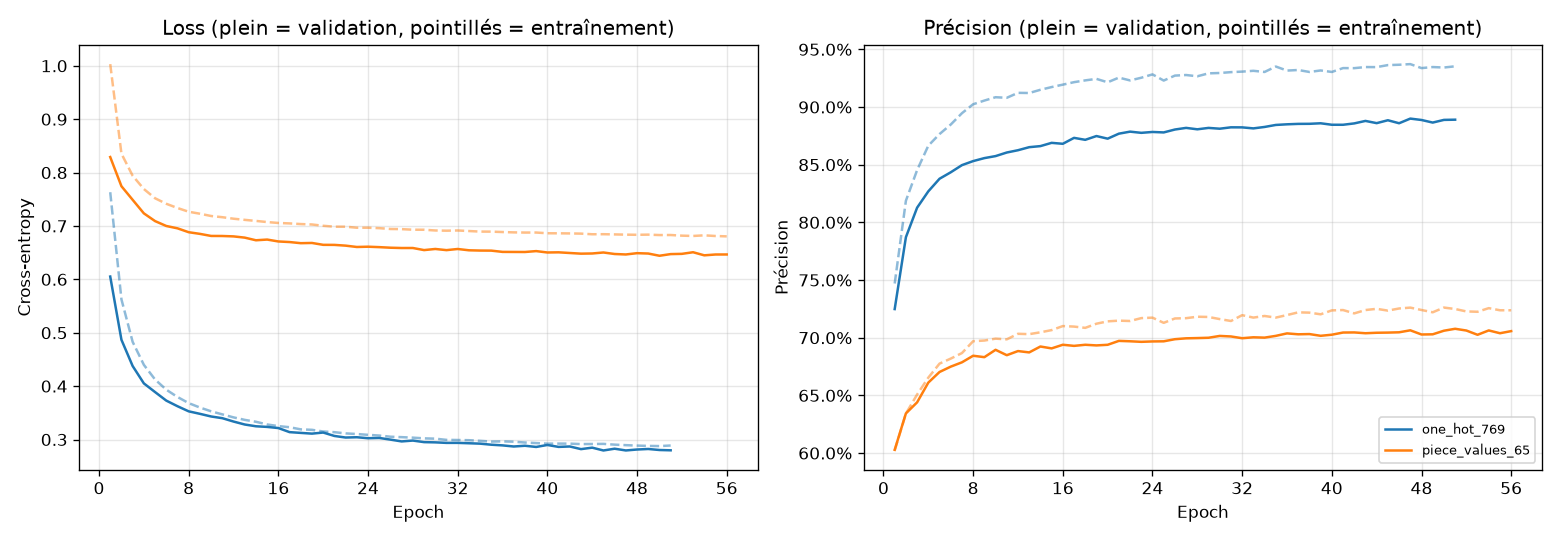 Loss (plein = validation, pointillés = entraînement)
1.0
0.9
0.8
0.7
0.6
0.5
0.4
0.3
Cross-entropy
0 8 16 24 32 40 48 56
Epoch
Précision (plein = validation, pointillés = entraînement)
95.0%
90.0%
85.0%
80.0%
75.0%
70.0%
65.0%
60.0%
Précision
one_hot_769
piece_values_65
0 8 16 24 32 40 48 56
Epoch